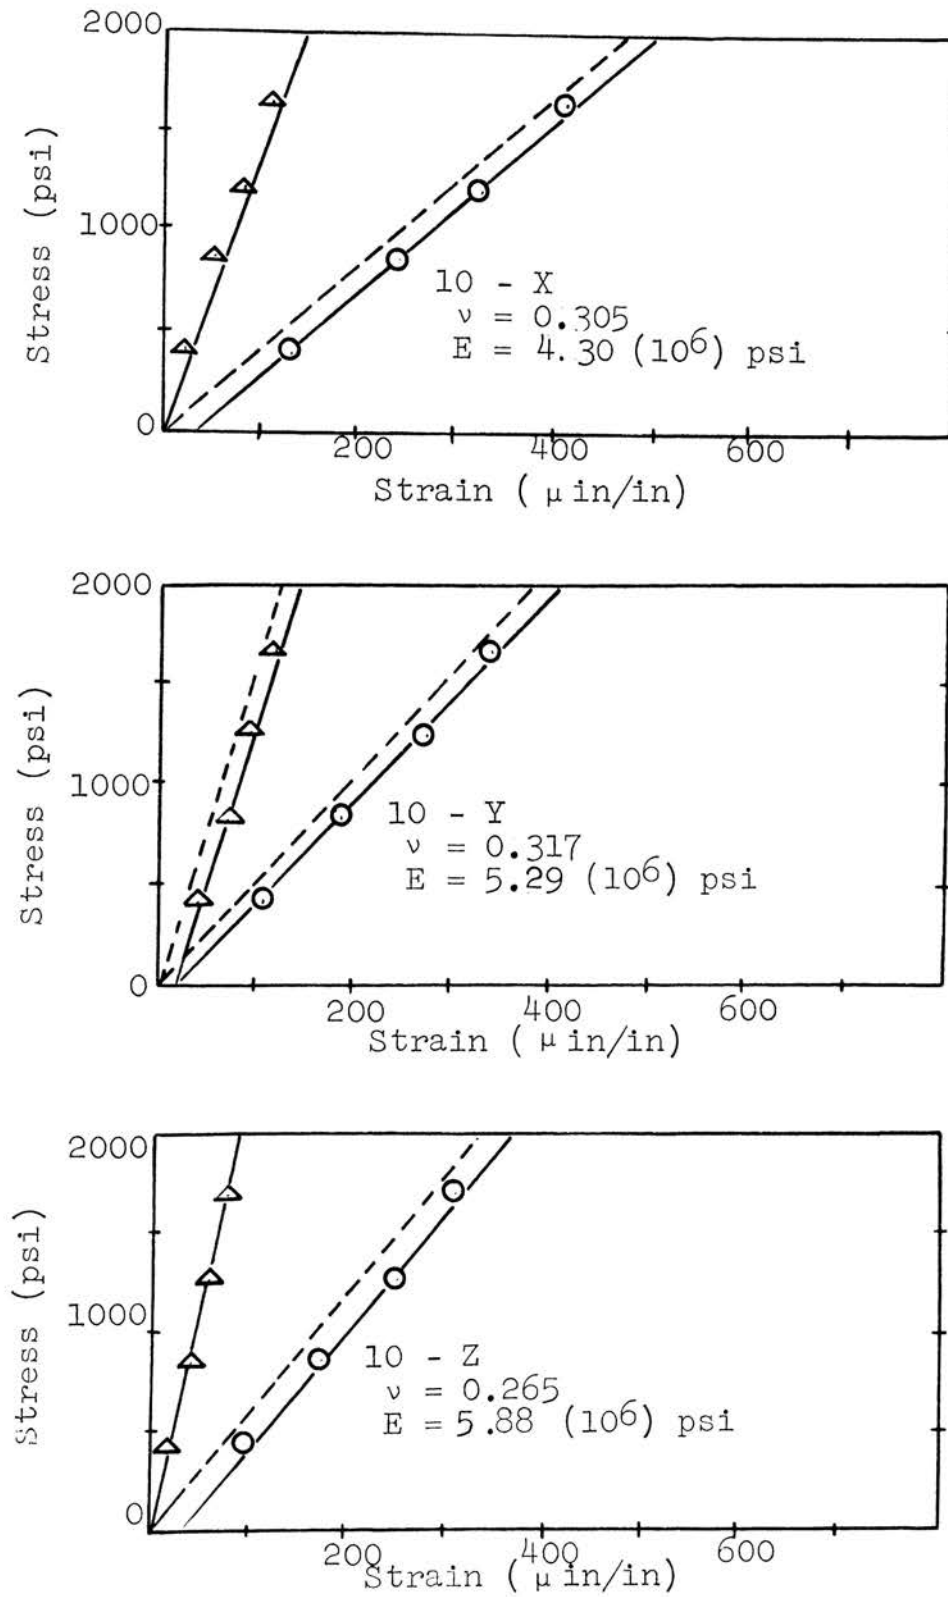 2000
Stress (psi)
1000
0
10 - X
ν = 0.305
E = 4.30 (10⁶) psi
200 400 600
Strain ( μ in/in)
2000
Stress (psi)
1000
0
10 - Y
ν = 0.317
E = 5.29 (10⁶) psi
200 400 600
Strain ( μ in/in)
2000
Stress (psi)
1000
0
10 - Z
ν = 0.265
E = 5.88 (10⁶) psi
200 400 600
Strain ( μ in/in)